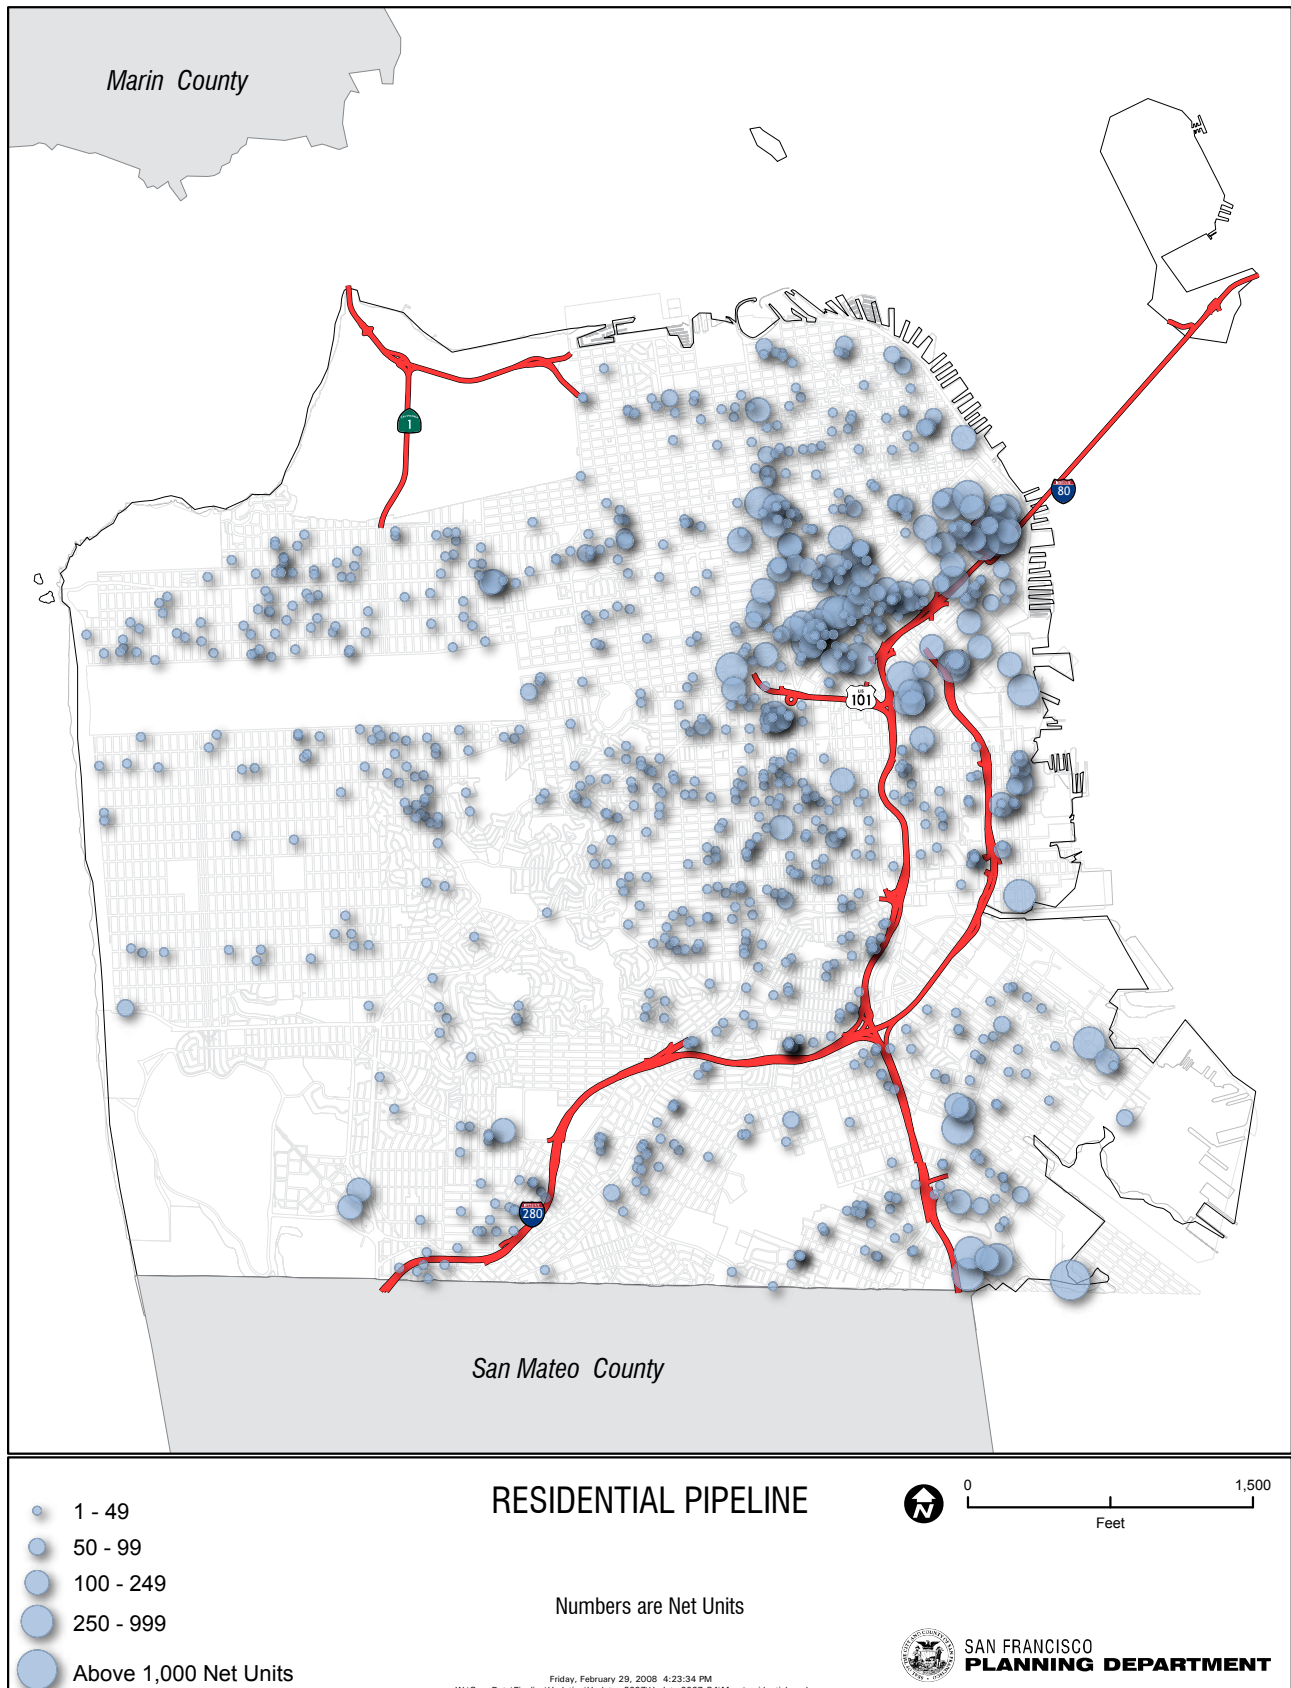 Marin County
1
80
US
101
280
San Mateo County
RESIDENTIAL PIPELINE
Numbers are Net Units
1 - 49
50 - 99
100 - 249
250 - 999
Above 1,000 Net Units
N
0 1,500
Feet
SAN FRANCISCO
PLANNING DEPARTMENT
Friday, February 29, 2008 4:23:34 PM